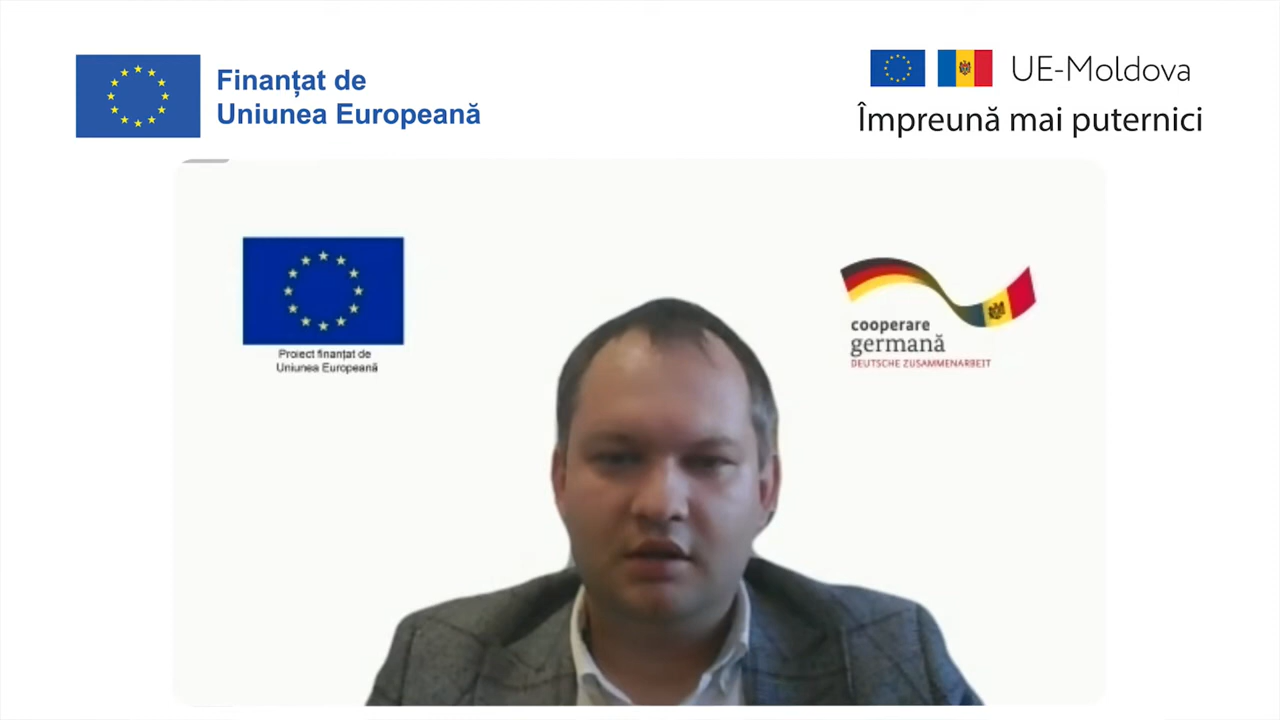 Finanțat de
Uniunea Europeană
UE-Moldova
Împreună mai puternici
Proiect finanțat de
Uniunea Europeană
cooperare
germană
DEUTSCHE ZUSAMMENARBEIT